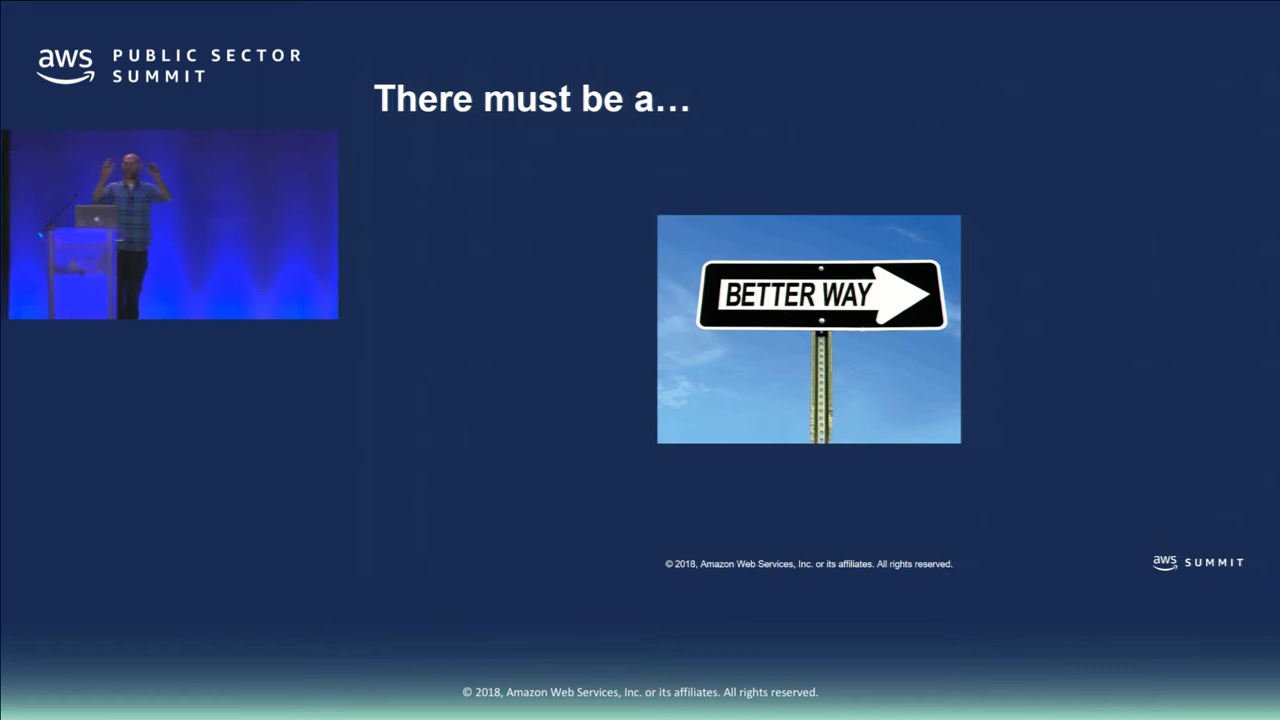 aws PUBLIC SECTOR
SUMMIT
There must be a...
BETTER WAY
© 2018, Amazon Web Services, Inc. or its affiliates. All rights reserved.
aws SUMMIT
© 2018, Amazon Web Services, Inc. or its affiliates. All rights reserved.